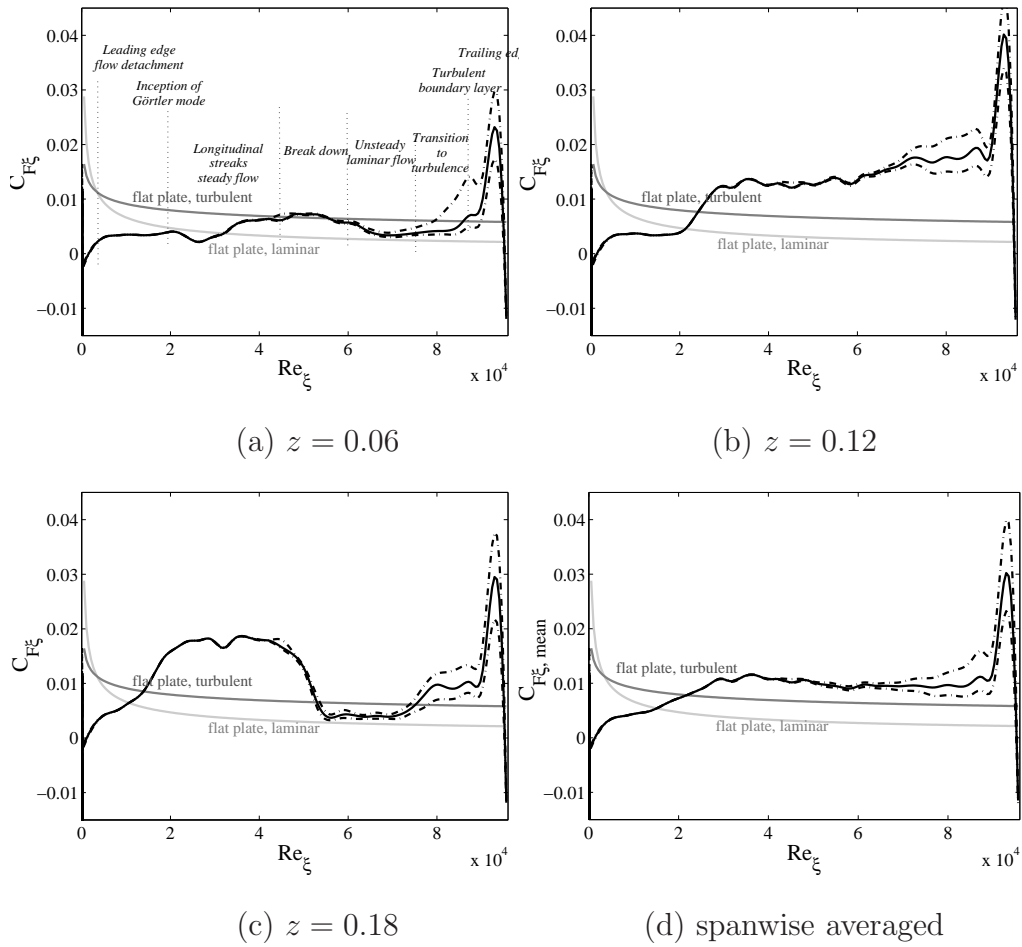 Leading edge
flow detachment
Inception of
Görtler mode
Longitudinal
streaks
steady flow
Break down
Unsteady
laminar flow
Transition
to
turbulence
Turbulent
boundary layer
Trailing ed
flat plate, turbulent
flat plate, laminar
0.04
0.03
0.02
0.01
0
−0.01
C_Fξ
0 2 4 6 8
Re_ξ
x 10^4
(a) z = 0.06
flat plate, turbulent
flat plate, laminar
0.04
0.03
0.02
0.01
0
−0.01
C_Fξ
0 2 4 6 8
Re_ξ
x 10^4
(b) z = 0.12
flat plate, turbulent
flat plate, laminar
0.04
0.03
0.02
0.01
0
−0.01
C_Fξ
0 2 4 6 8
Re_ξ
x 10^4
(c) z = 0.18
flat plate, turbulent
flat plate, laminar
0.04
0.03
0.02
0.01
0
−0.01
C_Fξ, mean
0 2 4 6 8
Re_ξ
x 10^4
(d) spanwise averaged